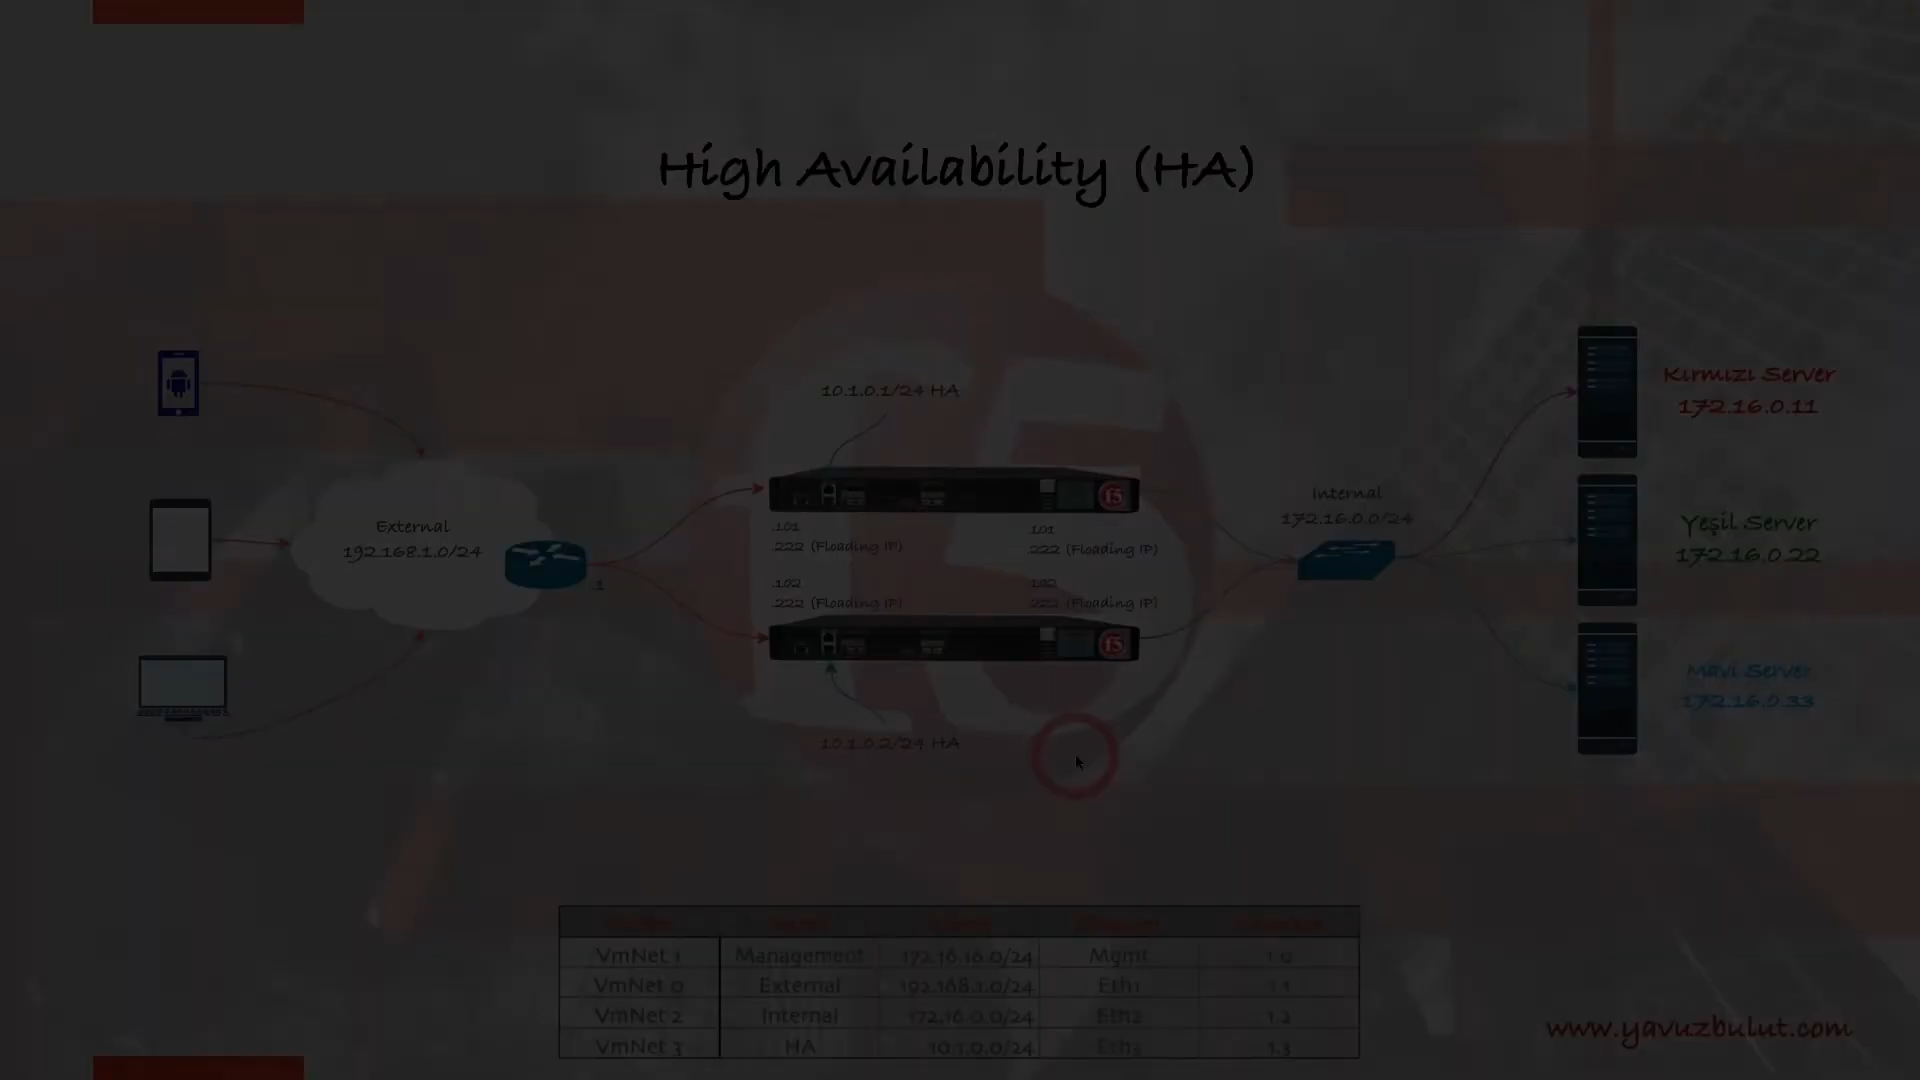 High Availability (HA)
10.1.0.1/24 HA
Kırmızı Server
172.16.0.11
External
192.168.1.0/24
.1
.101
.222 (Floading IP)
.102
.222 (Floading IP)
.101
.222 (Floading IP)
.102
.222 (Floading IP)
f5
f5
Internal
172.16.0.0/24
Yeşil Server
172.16.0.22
Mavi Server
172.16.0.33
10.1.0.2/24 HA
VmNet 1 Management 172.16.16.0/24 Mgmt 1.0
VmNet 0 External 192.168.1.0/24 Eth1 1.1
VmNet 2 Internal 172.16.0.0/24 Eth2 1.2
VmNet 3 HA 10.1.0.0/24 Eth3 1.3
www.yavuzbulut.com